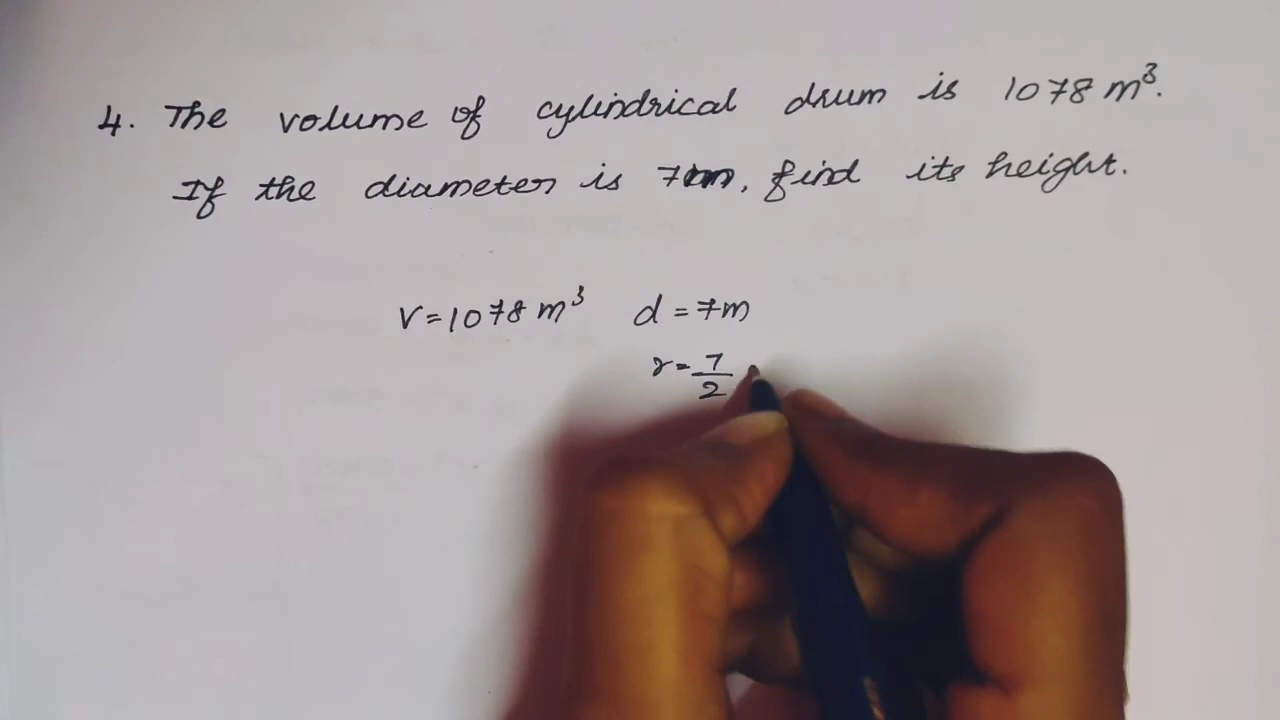 4. The volume of cylindrical drum is 1078 m³.
If the diameter is 7m, find its height.
V=1078 m³ d = 7m
r = 7/2